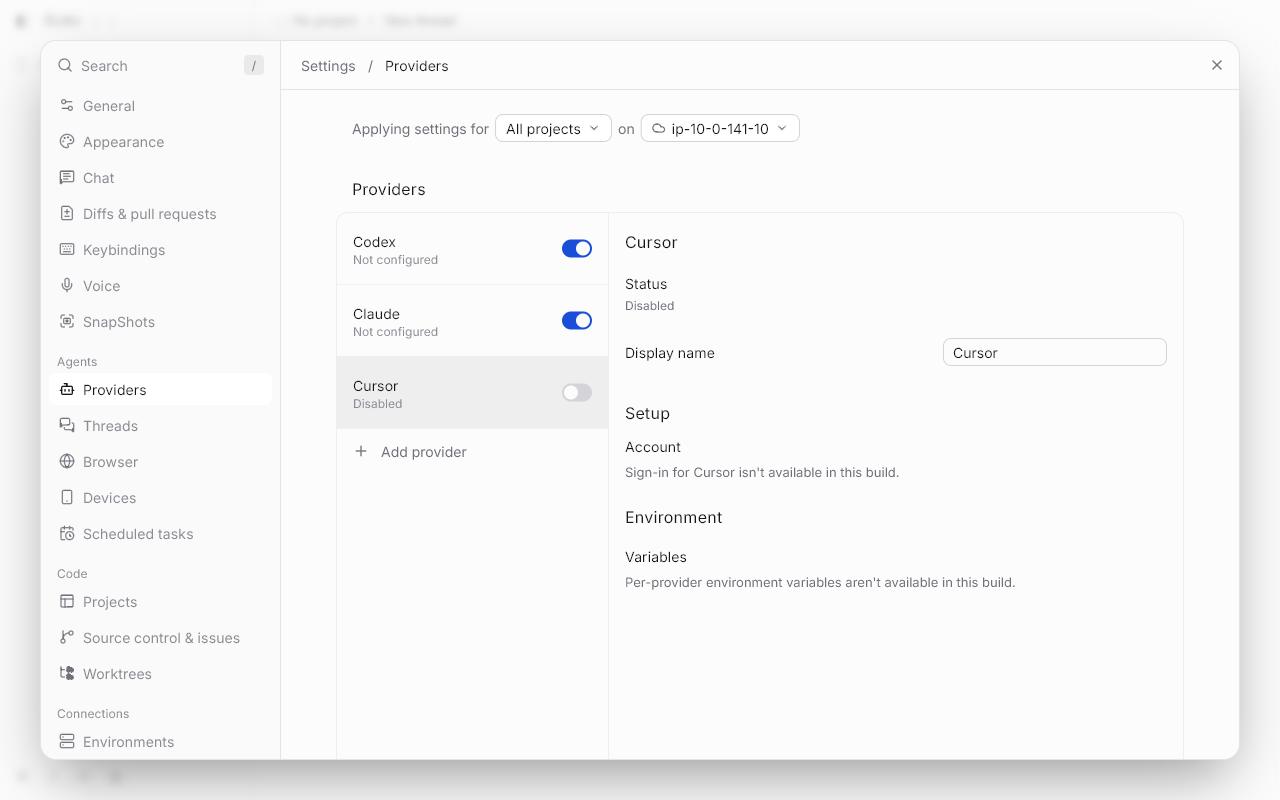 Search /
General
Appearance
Chat
Diffs & pull requests
Keybindings
Voice
SnapShots
Agents
Providers
Threads
Browser
Devices
Scheduled tasks
Code
Projects
Source control & issues
Worktrees
Connections
Environments
Settings / Providers
Applying settings for All projects on ip-10-0-141-10
Providers
Codex
Not configured
Claude
Not configured
Cursor
Disabled
Add provider
Cursor
Status
Disabled
Display name Cursor
Setup
Account
Sign-in for Cursor isn't available in this build.
Environment
Variables
Per-provider environment variables aren't available in this build.